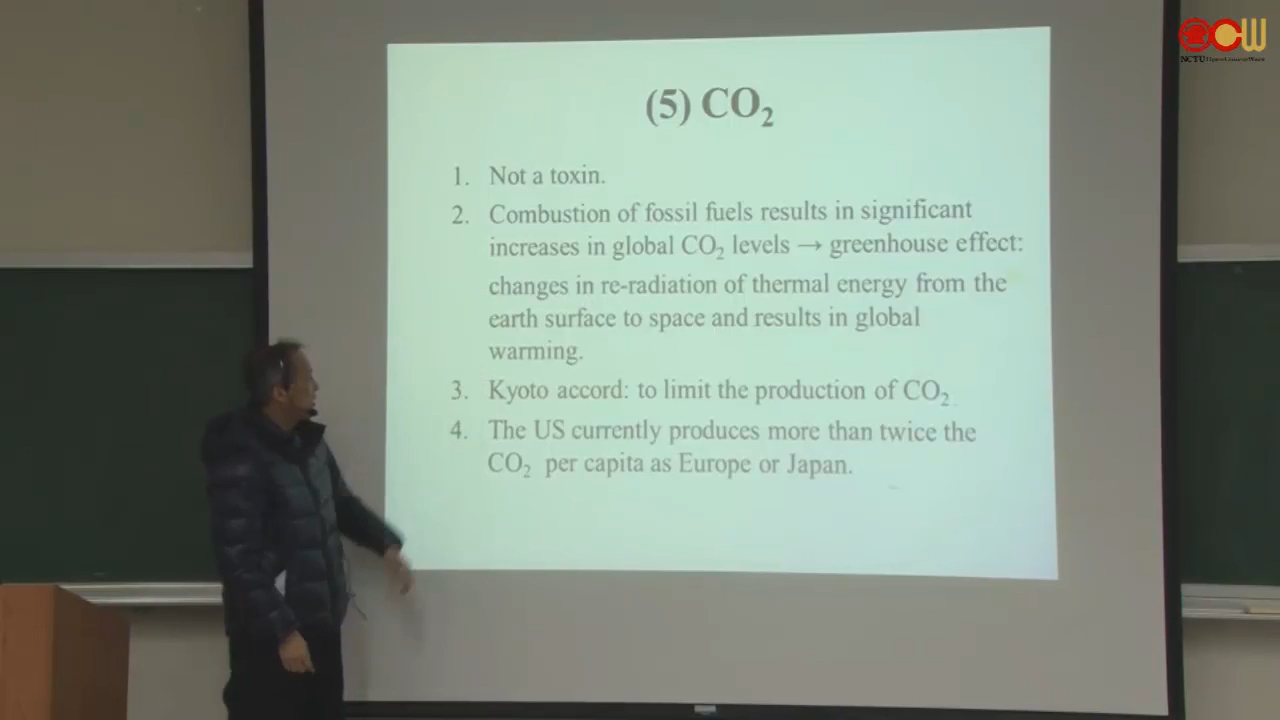 (5) CO₂
1. Not a toxin.
2. Combustion of fossil fuels results in significant
increases in global CO₂ levels → greenhouse effect:
changes in re-radiation of thermal energy from the
earth surface to space and results in global
warming.
3. Kyoto accord: to limit the production of CO₂
4. The US currently produces more than twice the
CO₂ per capita as Europe or Japan.
OCW
NCTU OpenCourseWare